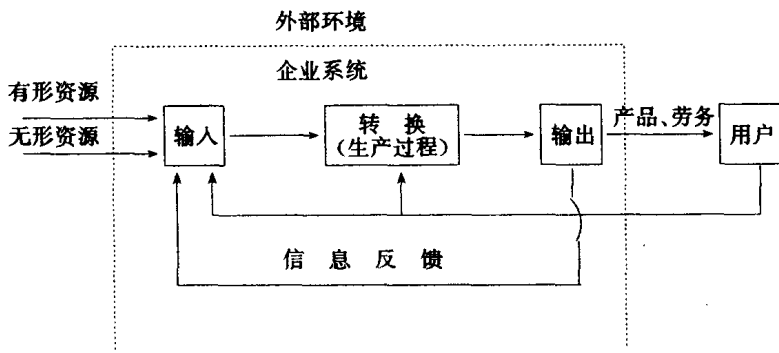 外部环境
企业系统
有形资源
无形资源
输入
转 换
(生产过程)
输出
产品、劳务
用户
信 息 反 馈